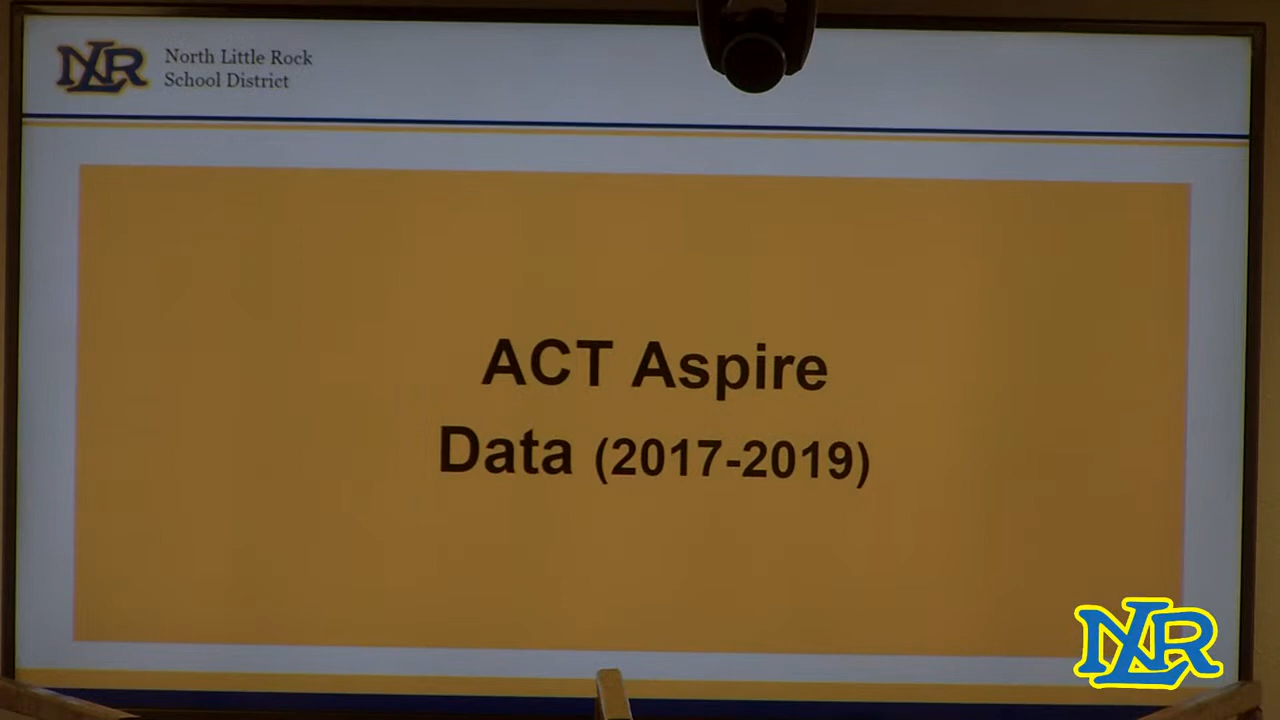 NLR
North Little Rock
School District
ACT Aspire
Data (2017-2019)
NLR